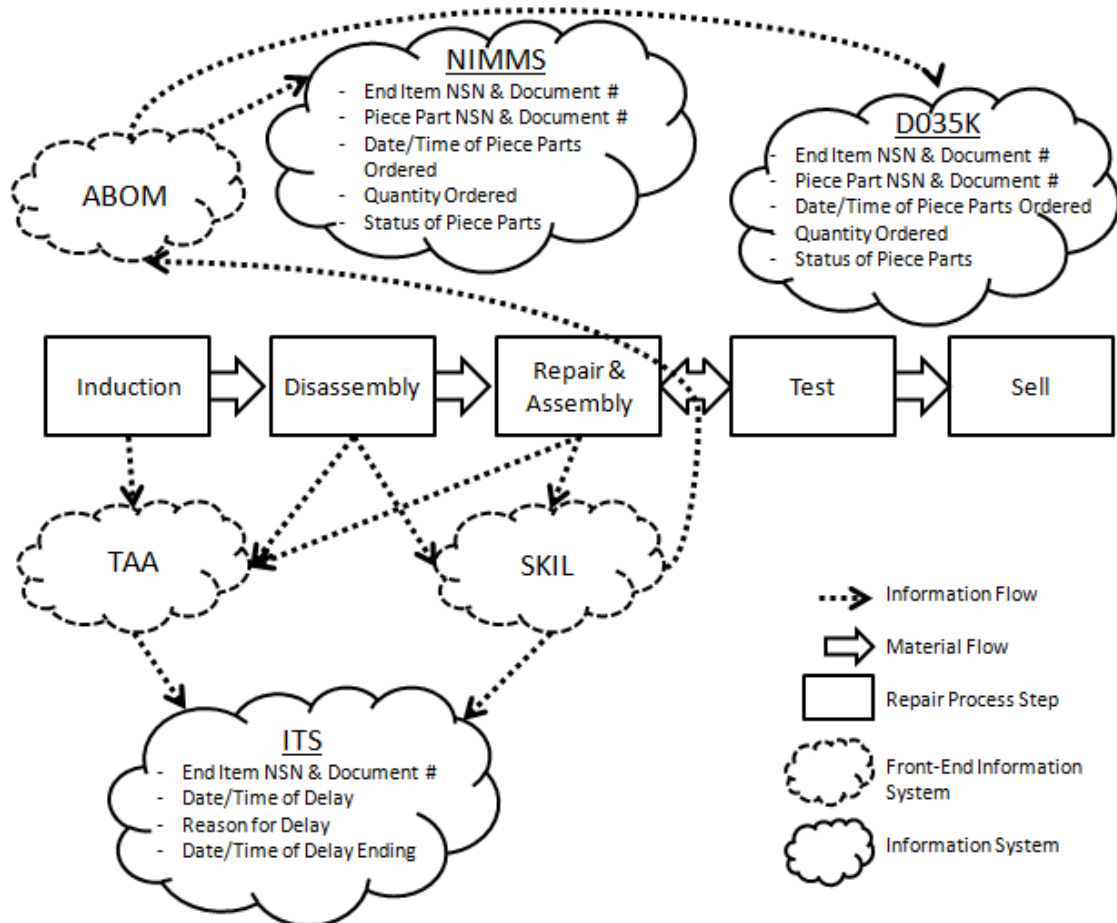 NIMMS
- End Item NSN & Document #
- Piece Part NSN & Document #
- Date/Time of Piece Parts
Ordered
- Quantity Ordered
- Status of Piece Parts
D035K
- End Item NSN & Document #
- Piece Part NSN & Document #
- Date/Time of Piece Parts Ordered
- Quantity Ordered
- Status of Piece Parts
ABOM
Induction
Disassembly
Repair &
Assembly
Test
Sell
TAA
SKIL
ITS
- End Item NSN & Document #
- Date/Time of Delay
- Reason for Delay
- Date/Time of Delay Ending
Information Flow
Material Flow
Repair Process Step
Front-End Information
System
Information System